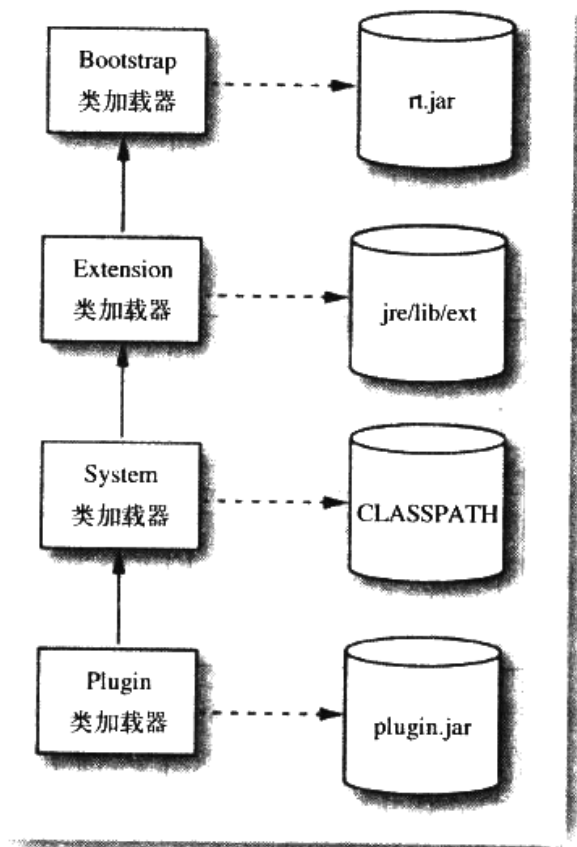 Bootstrap
类加载器
rt.jar
Extension
类加载器
jre/lib/ext
System
类加载器
CLASSPATH
Plugin
类加载器
plugin.jar